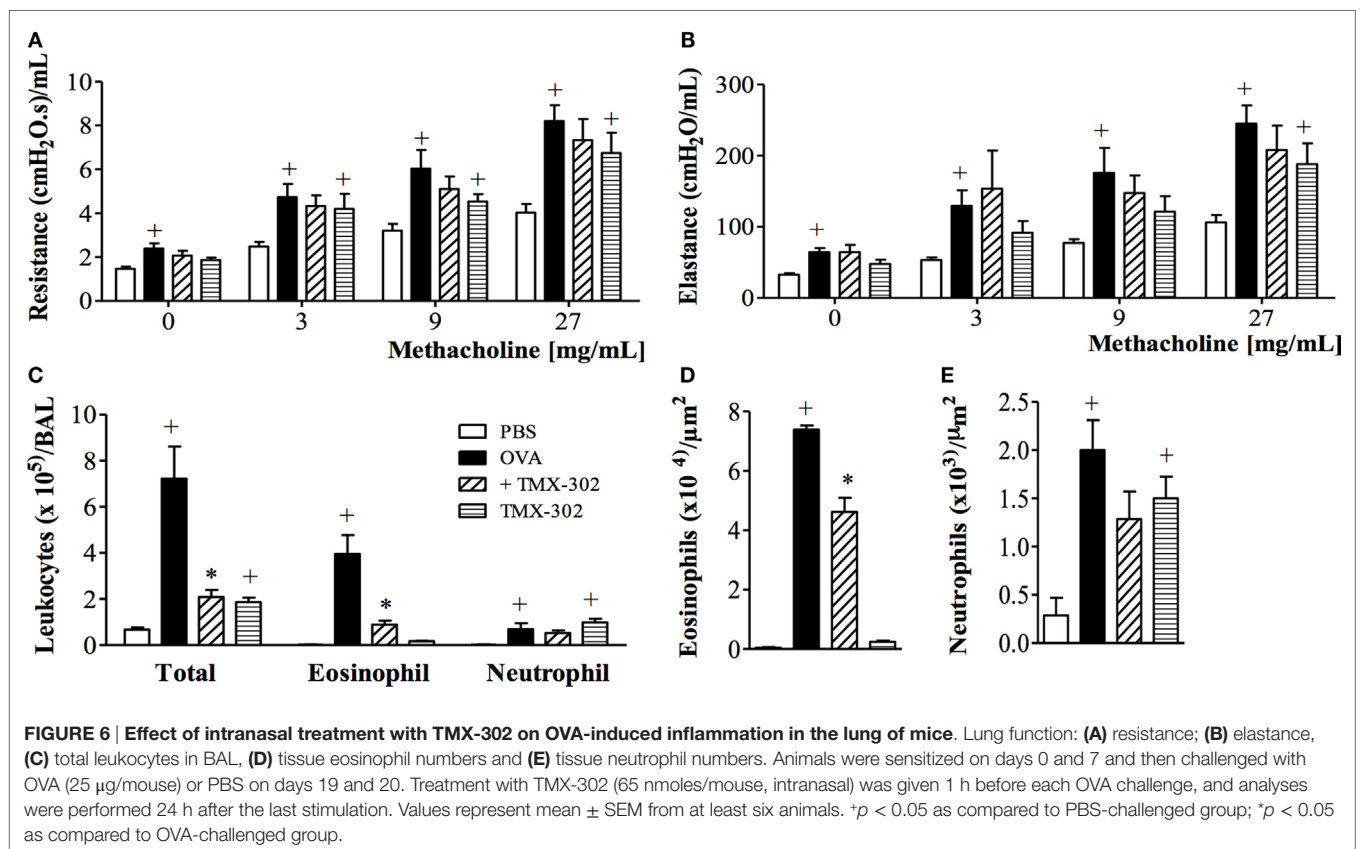 A
Resistance (cmH₂O.s)/mL
10
8
6
4
2
0
+
+
+
+
+
+
+
0 3 9 27
Methacholine [mg/mL]
B
Elastance (cmH₂O/mL)
300
200
100
0
+
+
+
+
+
0 3 9 27
Methacholine [mg/mL]
C
Leukocytes (x 10⁵)/BAL
10
8
6
4
2
0
+
*
+
+
*
+
+
PBS
OVA
+ TMX-302
TMX-302
Total Eosinophil Neutrophil
D
Eosinophils (x10 ⁴)/µm²
8
6
4
2
0
+
*
E
Neutrophils (x10³)/µm²
2.5
2.0
1.5
1.0
0.5
0.0
+
+
FIGURE 6 | Effect of intranasal treatment with TMX-302 on OVA-induced inflammation in the lung of mice. Lung function: (A) resistance; (B) elastance,
(C) total leukocytes in BAL, (D) tissue eosinophil numbers and (E) tissue neutrophil numbers. Animals were sensitized on days 0 and 7 and then challenged with
OVA (25 µg/mouse) or PBS on days 19 and 20. Treatment with TMX-302 (65 nmoles/mouse, intranasal) was given 1 h before each OVA challenge, and analyses
were performed 24 h after the last stimulation. Values represent mean ± SEM from at least six animals. ⁺p < 0.05 as compared to PBS-challenged group; *p < 0.05
as compared to OVA-challenged group.